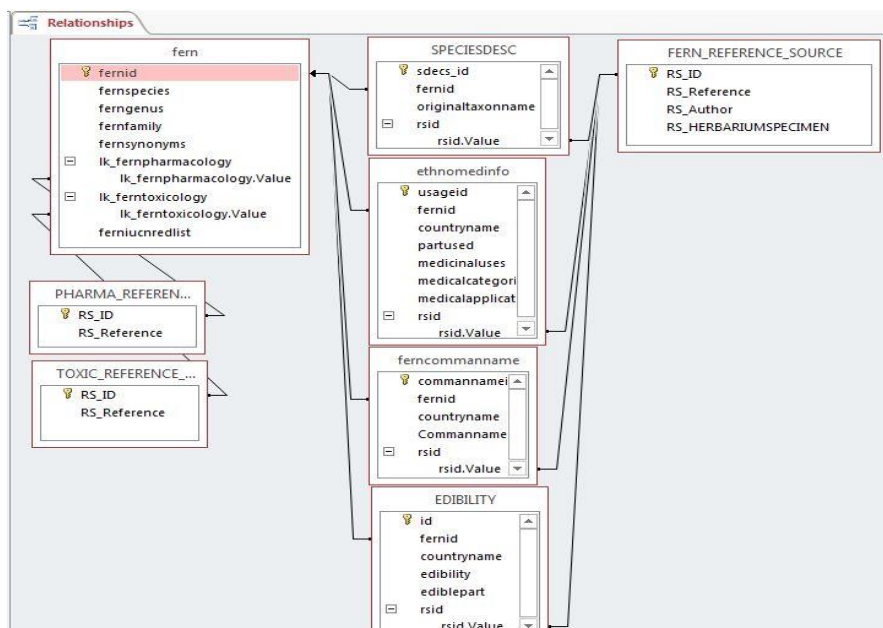 Relationships
fern
fernid
fernspecies
ferngenus
fernfamily
fernsynonyms
lk_fernpharmacology
lk_fernpharmacology.Value
lk_ferntoxicology
lk_ferntoxicology.Value
ferniucnredlist
PHARMA_REFEREN...
RS_ID
RS_Reference
TOXIC_REFERENCE_...
RS_ID
RS_Reference
SPECIESDESC
sdecs_id
fernid
originaltaxonname
rsid
rsid.Value
ethnomedinfo
usageid
fernid
countryname
partused
medicinaluses
medicalcategori
medicalapplicat
rsid
rsid.Value
ferncommanname
commannamei
fernid
countryname
Commanname
rsid
rsid.Value
EDIBILITY
id
fernid
countryname
edibility
ediblepart
rsid
rsid.Value
FERN_REFERENCE_SOURCE
RS_ID
RS_Reference
RS_Author
RS_HERBARIUMSPECIMEN